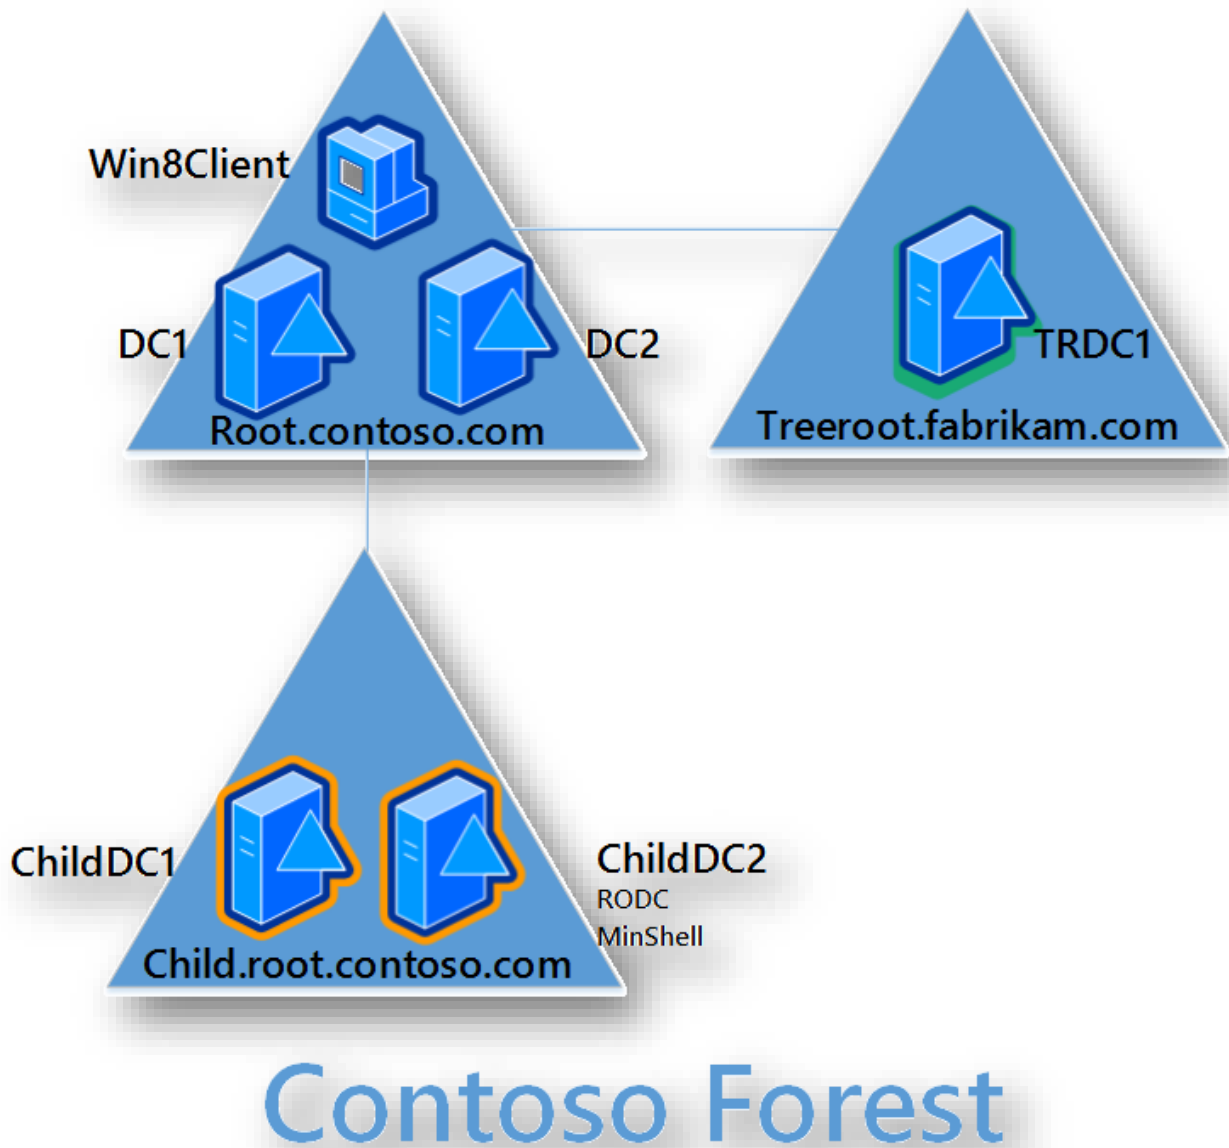 Win8Client
DC1
DC2
Root.contoso.com
TRDC1
Treeroot.fabrikam.com
ChildDC1
ChildDC2
RODC
MinShell
Child.root.contoso.com
Contoso Forest